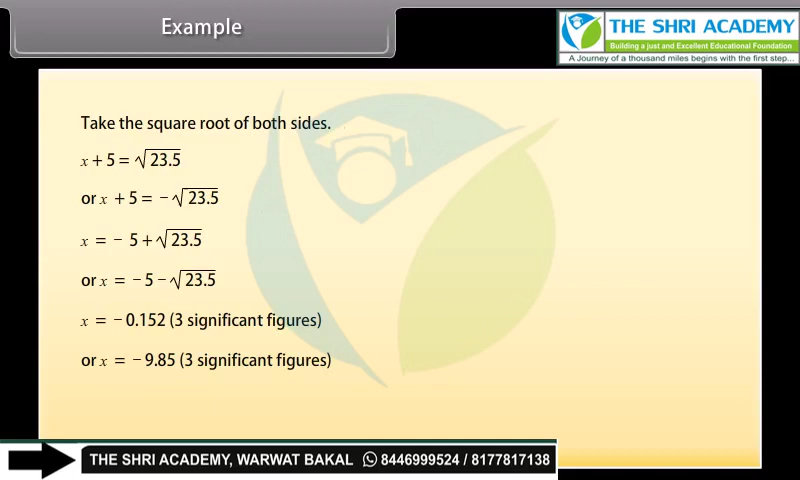 Example
THE SHRI ACADEMY
Building a just and Excellent Educational Foundation
A Journey of a thousand miles begins with the first step...
Take the square root of both sides.
x + 5 = √23.5
or x + 5 = − √23.5
x = − 5 + √23.5
or x = − 5 − √23.5
x = − 0.152 (3 significant figures)
or x = − 9.85 (3 significant figures)
THE SHRI ACADEMY, WARWAT BAKAL 8446999524 / 8177817138